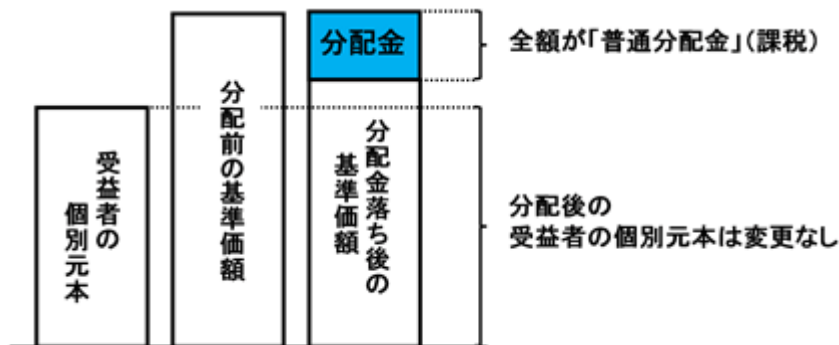 受益者の
個別元本
分配前の基準価額
分配金
分配金落ち後の
基準価額
全額が「普通分配金」(課税)
分配後の
受益者の個別元本は変更なし